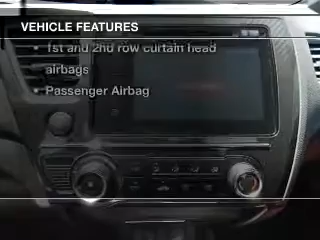 VEHICLE FEATURES
• 1st and 2nd row curtain head
airbags
• Passenger Airbag